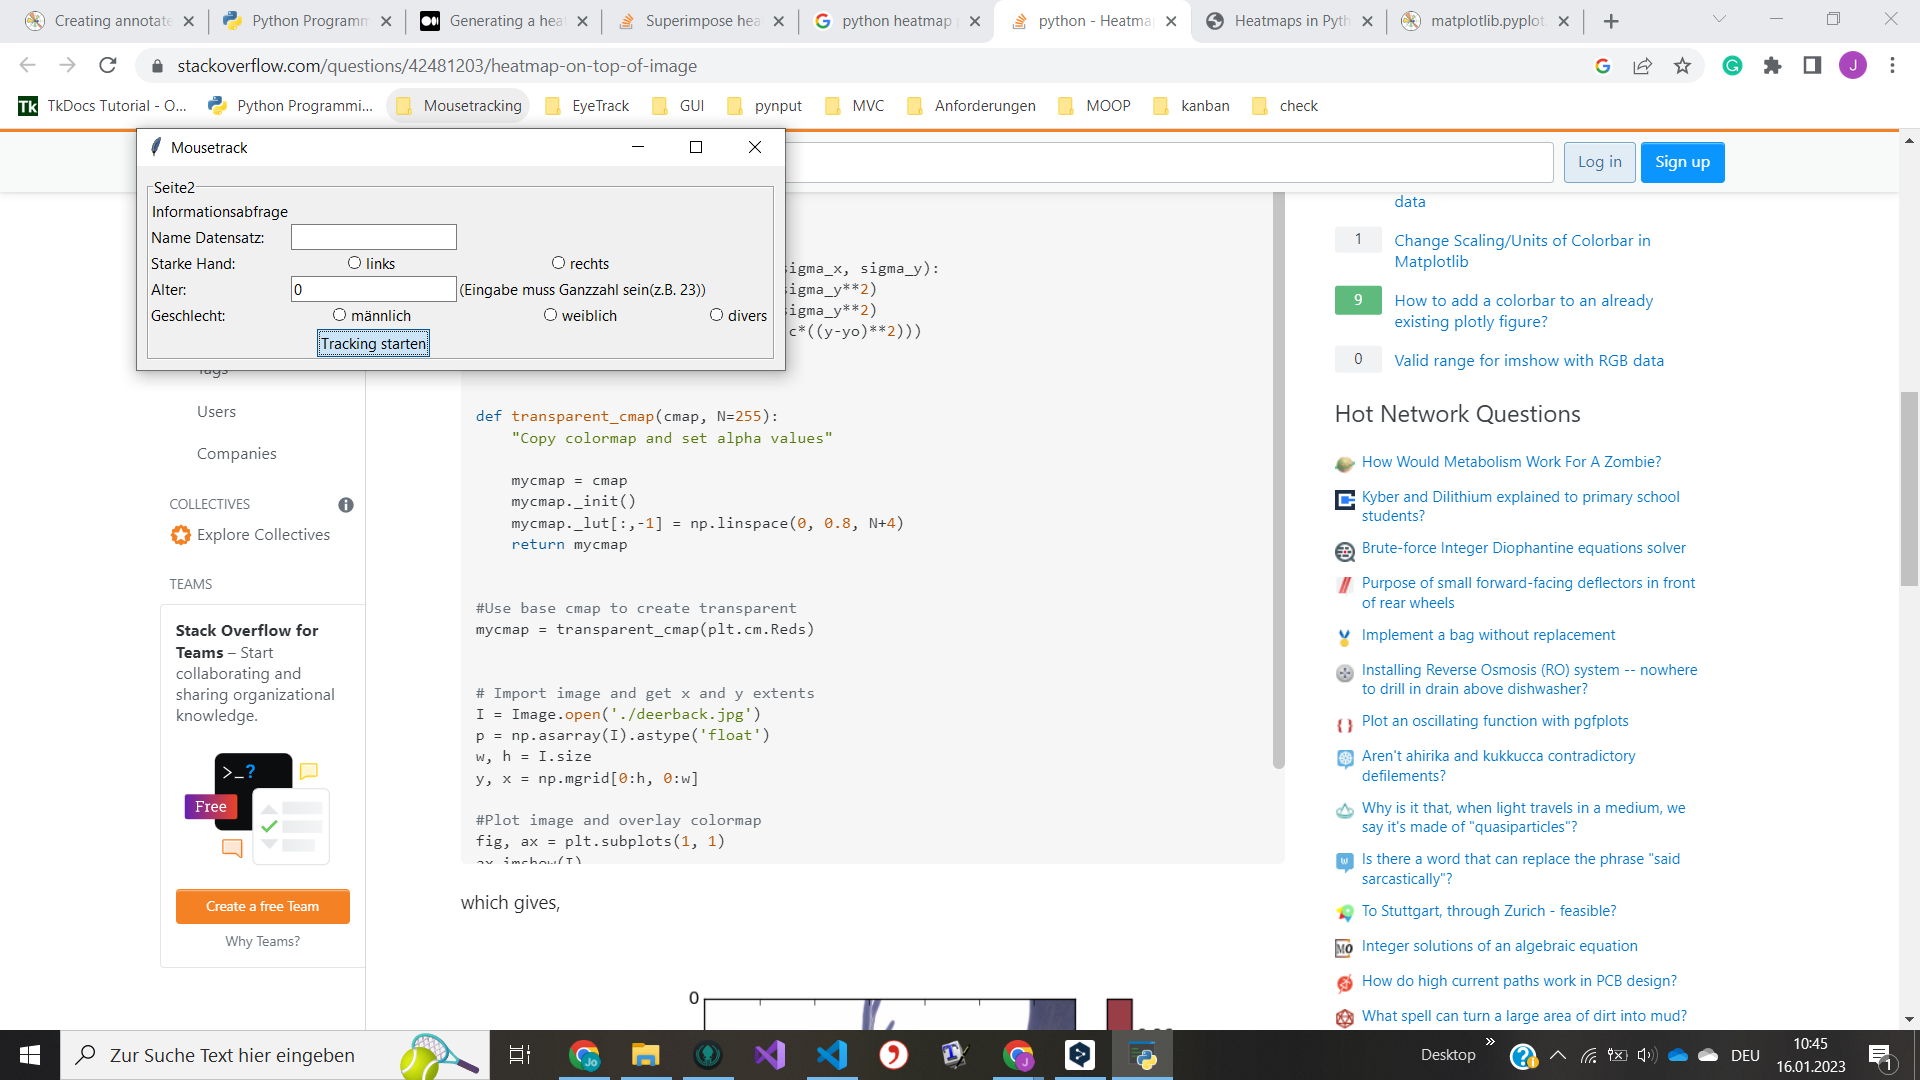 Creating annotate
Python Programm
Generating a hea
Superimpose hea
python heatmap
python - Heatma
Heatmaps in Pyth
matplotlib.pyplot
stackoverflow.com/questions/42481203/heatmap-on-top-of-image
J
Tk TkDocs Tutorial - O...
Python Programmi...
Mousetracking
EyeTrack
GUI
pynput
MVC
Anforderungen
MOOP
kanban
check
Mousetrack
Seite2
Informationsabfrage
Name Datensatz:
Starke Hand: links rechts
Alter: 0 (Eingabe muss Ganzzahl sein(z.B. 23))
Geschlecht: männlich weiblich divers
Tracking starten
Log in
Sign up
Tags
Users
Companies
COLLECTIVES
Explore Collectives
TEAMS
Stack Overflow for
Teams – Start
collaborating and
sharing organizational
knowledge.
>_?
Free
Create a free Team
Why Teams?
sigma_x, sigma_y):
sigma_y**2)
sigma_y**2)
c*((y-yo)**2)))
def transparent_cmap(cmap, N=255):
"Copy colormap and set alpha values"
mycmap = cmap
mycmap._init()
mycmap._lut[:,-1] = np.linspace(0, 0.8, N+4)
return mycmap
#Use base cmap to create transparent
mycmap = transparent_cmap(plt.cm.Reds)
# Import image and get x and y extents
I = Image.open('./deerback.jpg')
p = np.asarray(I).astype('float')
w, h = I.size
y, x = np.mgrid[0:h, 0:w]
#Plot image and overlay colormap
fig, ax = plt.subplots(1, 1)
ax.imshow(I)
which gives,
0
data
1 Change Scaling/Units of Colorbar in
Matplotlib
9 How to add a colorbar to an already
existing plotly figure?
0 Valid range for imshow with RGB data
Hot Network Questions
How Would Metabolism Work For A Zombie?
Kyber and Dilithium explained to primary school
students?
Brute-force Integer Diophantine equations solver
Purpose of small forward-facing deflectors in front
of rear wheels
Implement a bag without replacement
Installing Reverse Osmosis (RO) system -- nowhere
to drill in drain above dishwasher?
Plot an oscillating function with pgfplots
Aren't ahirika and kukkucca contradictory
defilements?
Why is it that, when light travels in a medium, we
say it's made of "quasiparticles"?
Is there a word that can replace the phrase "said
sarcastically"?
To Stuttgart, through Zurich - feasible?
Integer solutions of an algebraic equation
How do high current paths work in PCB design?
What spell can turn a large area of dirt into mud?
Zur Suche Text hier eingeben
Desktop
DEU
10:45
16.01.2023
1